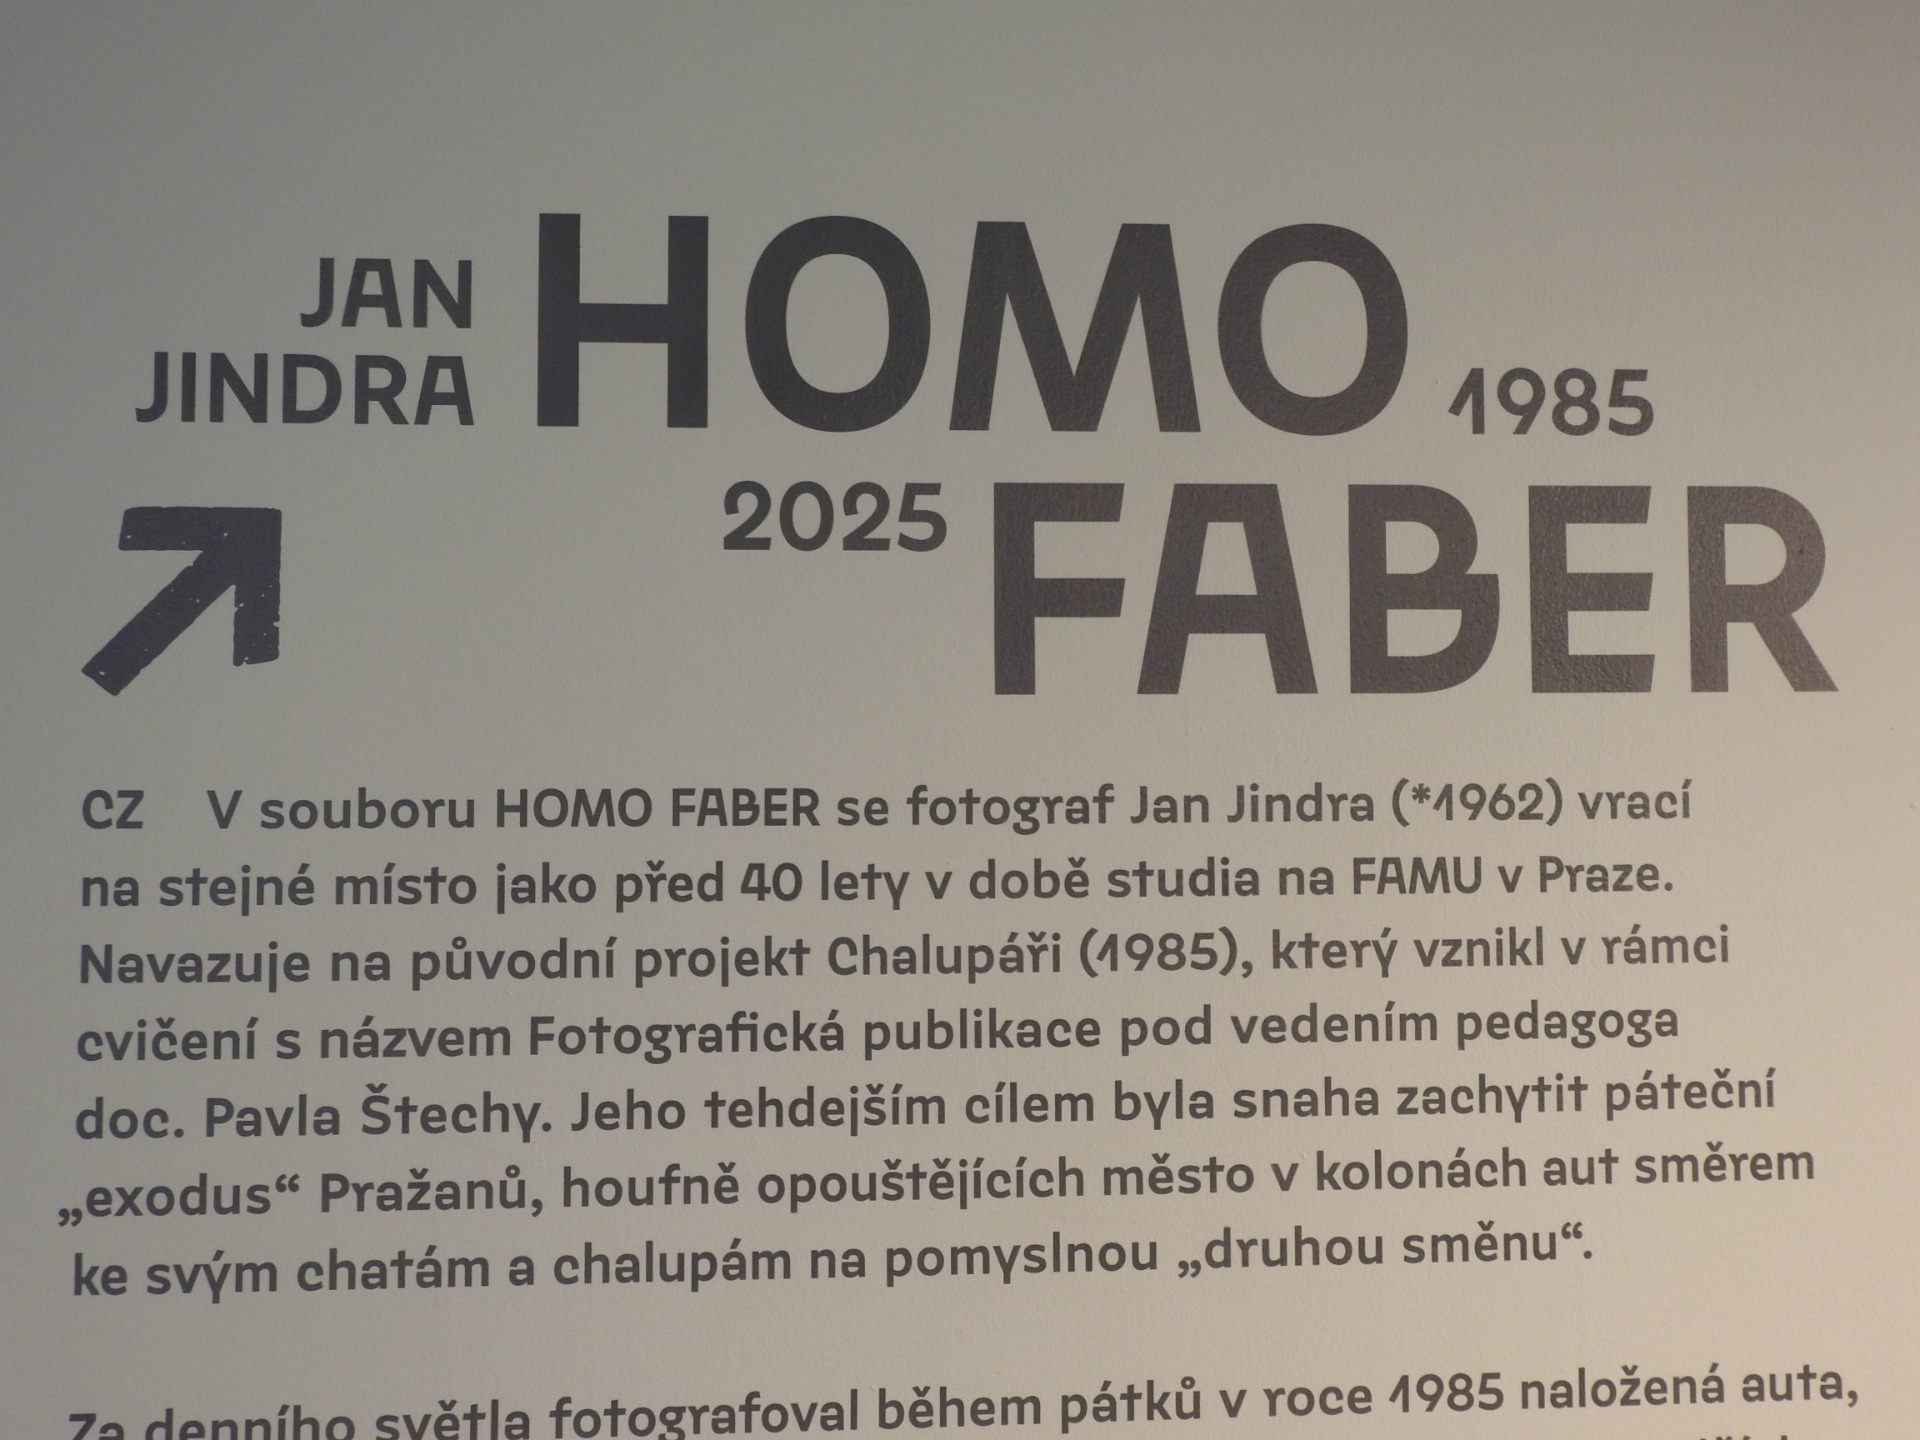 JAN
JINDRA
HOMO
1985
2025
FABER
CZ V souboru HOMO FABER se fotograf Jan Jindra (*1962) vrací
na stejné místo jako před 40 lety v době studia na FAMU v Praze.
Navazuje na původní projekt Chalupáři (1985), který vznikl v rámci
cvičení s názvem Fotografická publikace pod vedením pedagoga
doc. Pavla Štechy. Jeho tehdejším cílem byla snaha zachytit páteční
„exodus“ Pražanů, houfně opouštějících město v kolonách aut směrem
ke svým chatám a chalupám na pomyslnou „druhou směnu“.
Za denního světla fotografoval během pátků v roce 1985 naložená auta,